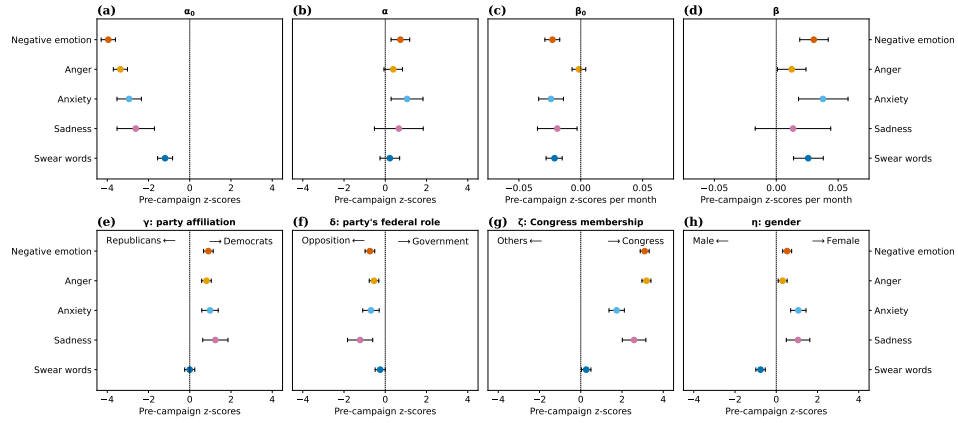 (a) α₀
(b) α
(c) β₀
(d) β
Negative emotion
Anger
Anxiety
Sadness
Swear words
Negative emotion
Anger
Anxiety
Sadness
Swear words
−4 −2 0 2 4
−4 −2 0 2 4
−0.05 0.00 0.05
−0.05 0.00 0.05
Pre-campaign z-scores
Pre-campaign z-scores
Pre-campaign z-scores per month
Pre-campaign z-scores per month
(e) γ: party affiliation
(f) δ: party's federal role
(g) ζ: Congress membership
(h) η: gender
Republicans ⟵ ⟶ Democrats
Opposition ⟵ ⟶ Government
Others ⟵ ⟶ Congress
Male ⟵ ⟶ Female
Negative emotion
Anger
Anxiety
Sadness
Swear words
Negative emotion
Anger
Anxiety
Sadness
Swear words
−4 −2 0 2 4
−4 −2 0 2 4
−4 −2 0 2 4
−4 −2 0 2 4
Pre-campaign z-scores
Pre-campaign z-scores
Pre-campaign z-scores
Pre-campaign z-scores